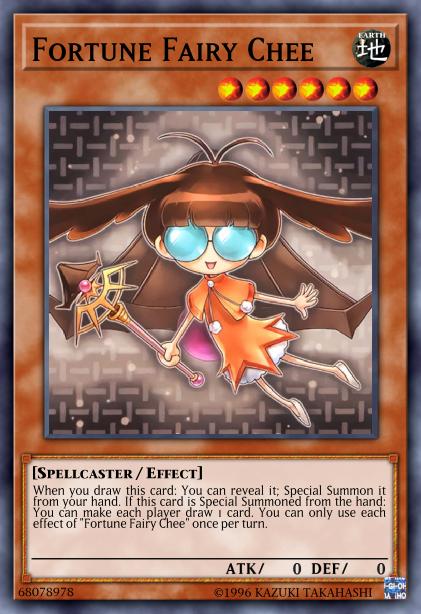 FORTUNE FAIRY CHEE
EARTH
地
[SPELLCASTER / EFFECT]
When you draw this card: You can reveal it; Special Summon it
from your hand. If this card is Special Summoned from the hand:
You can make each player draw 1 card. You can only use each
effect of "Fortune Fairy Chee" once per turn.
ATK/ 0 DEF/ 0
68078978
©1996 KAZUKI TAKAHASHI